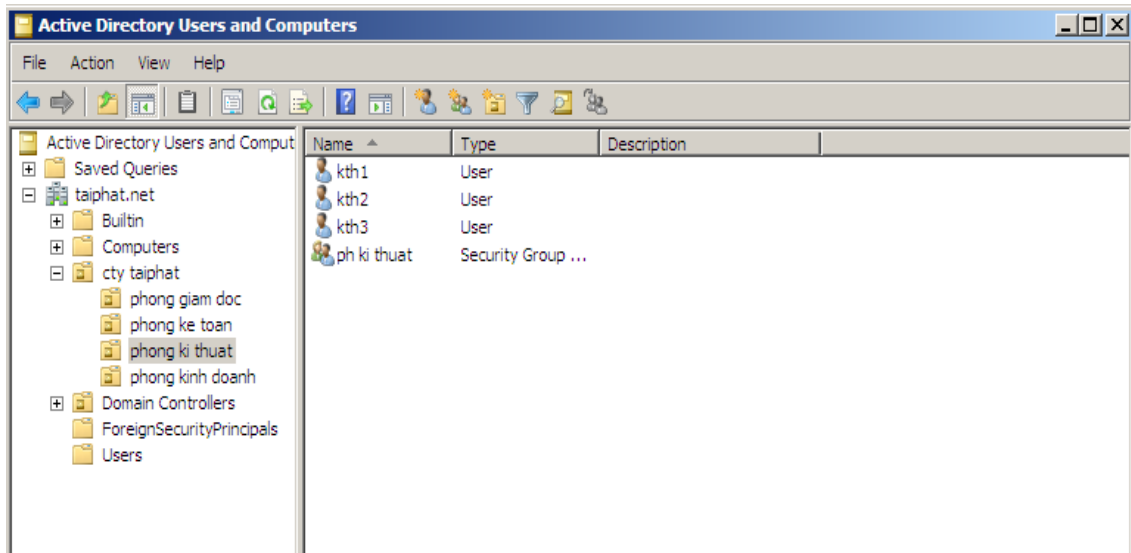 Active Directory Users and Computers
File Action View Help
Active Directory Users and Comput
Saved Queries
taiphat.net
Builtin
Computers
cty taiphat
phong giam doc
phong ke toan
phong ki thuat
phong kinh doanh
Domain Controllers
ForeignSecurityPrincipals
Users
Name Type Description
kth1 User
kth2 User
kth3 User
ph ki thuat Security Group ...